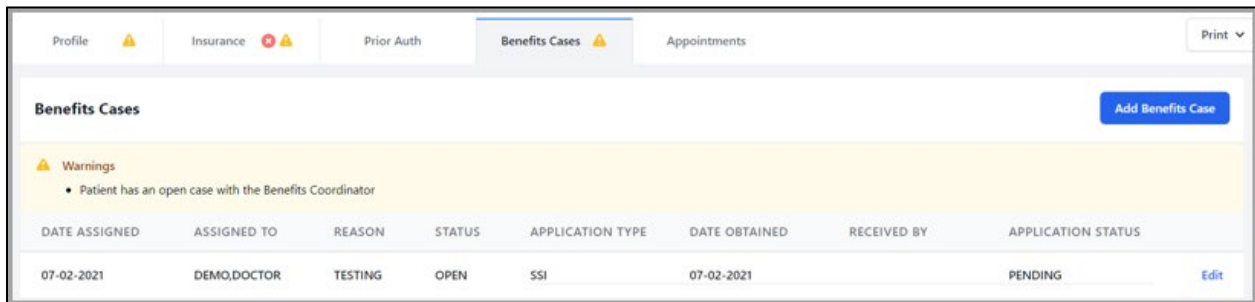 Profile Insurance Prior Auth Benefits Cases Appointments Print
Benefits Cases Add Benefits Case
Warnings
• Patient has an open case with the Benefits Coordinator
DATE ASSIGNED ASSIGNED TO REASON STATUS APPLICATION TYPE DATE OBTAINED RECEIVED BY APPLICATION STATUS
07-02-2021 DEMO,DOCTOR TESTING OPEN SSI 07-02-2021 PENDING Edit